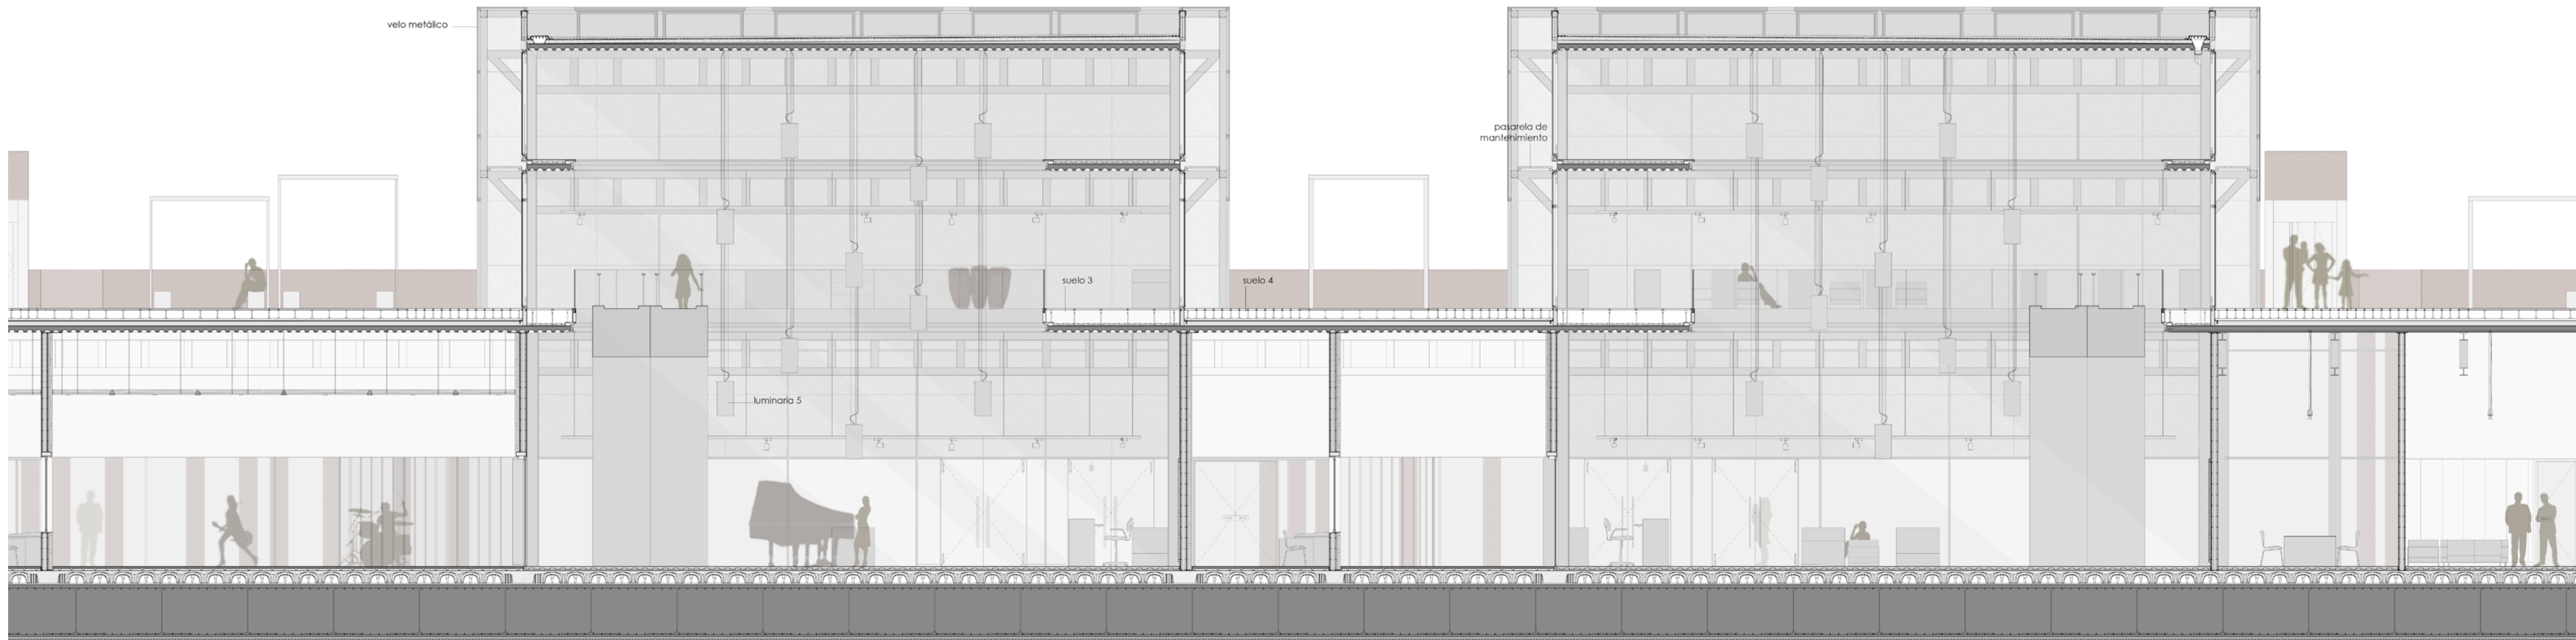 velo metálico
pasarela de
mantenimiento
suelo 3
suelo 4
luminaria 5